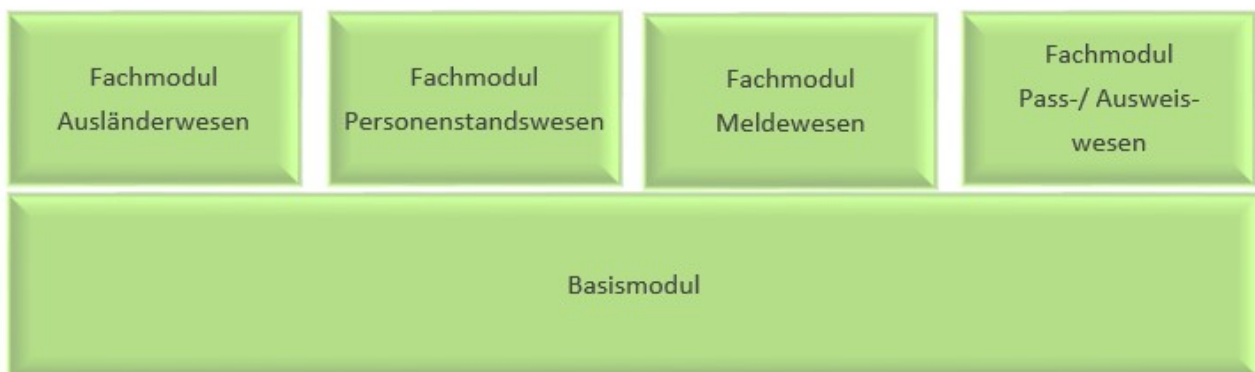 Fachmodul
Ausländerwesen
Fachmodul
Personenstandswesen
Fachmodul
Meldewesen
Fachmodul
Pass-/ Ausweis-
wesen
Basismodul